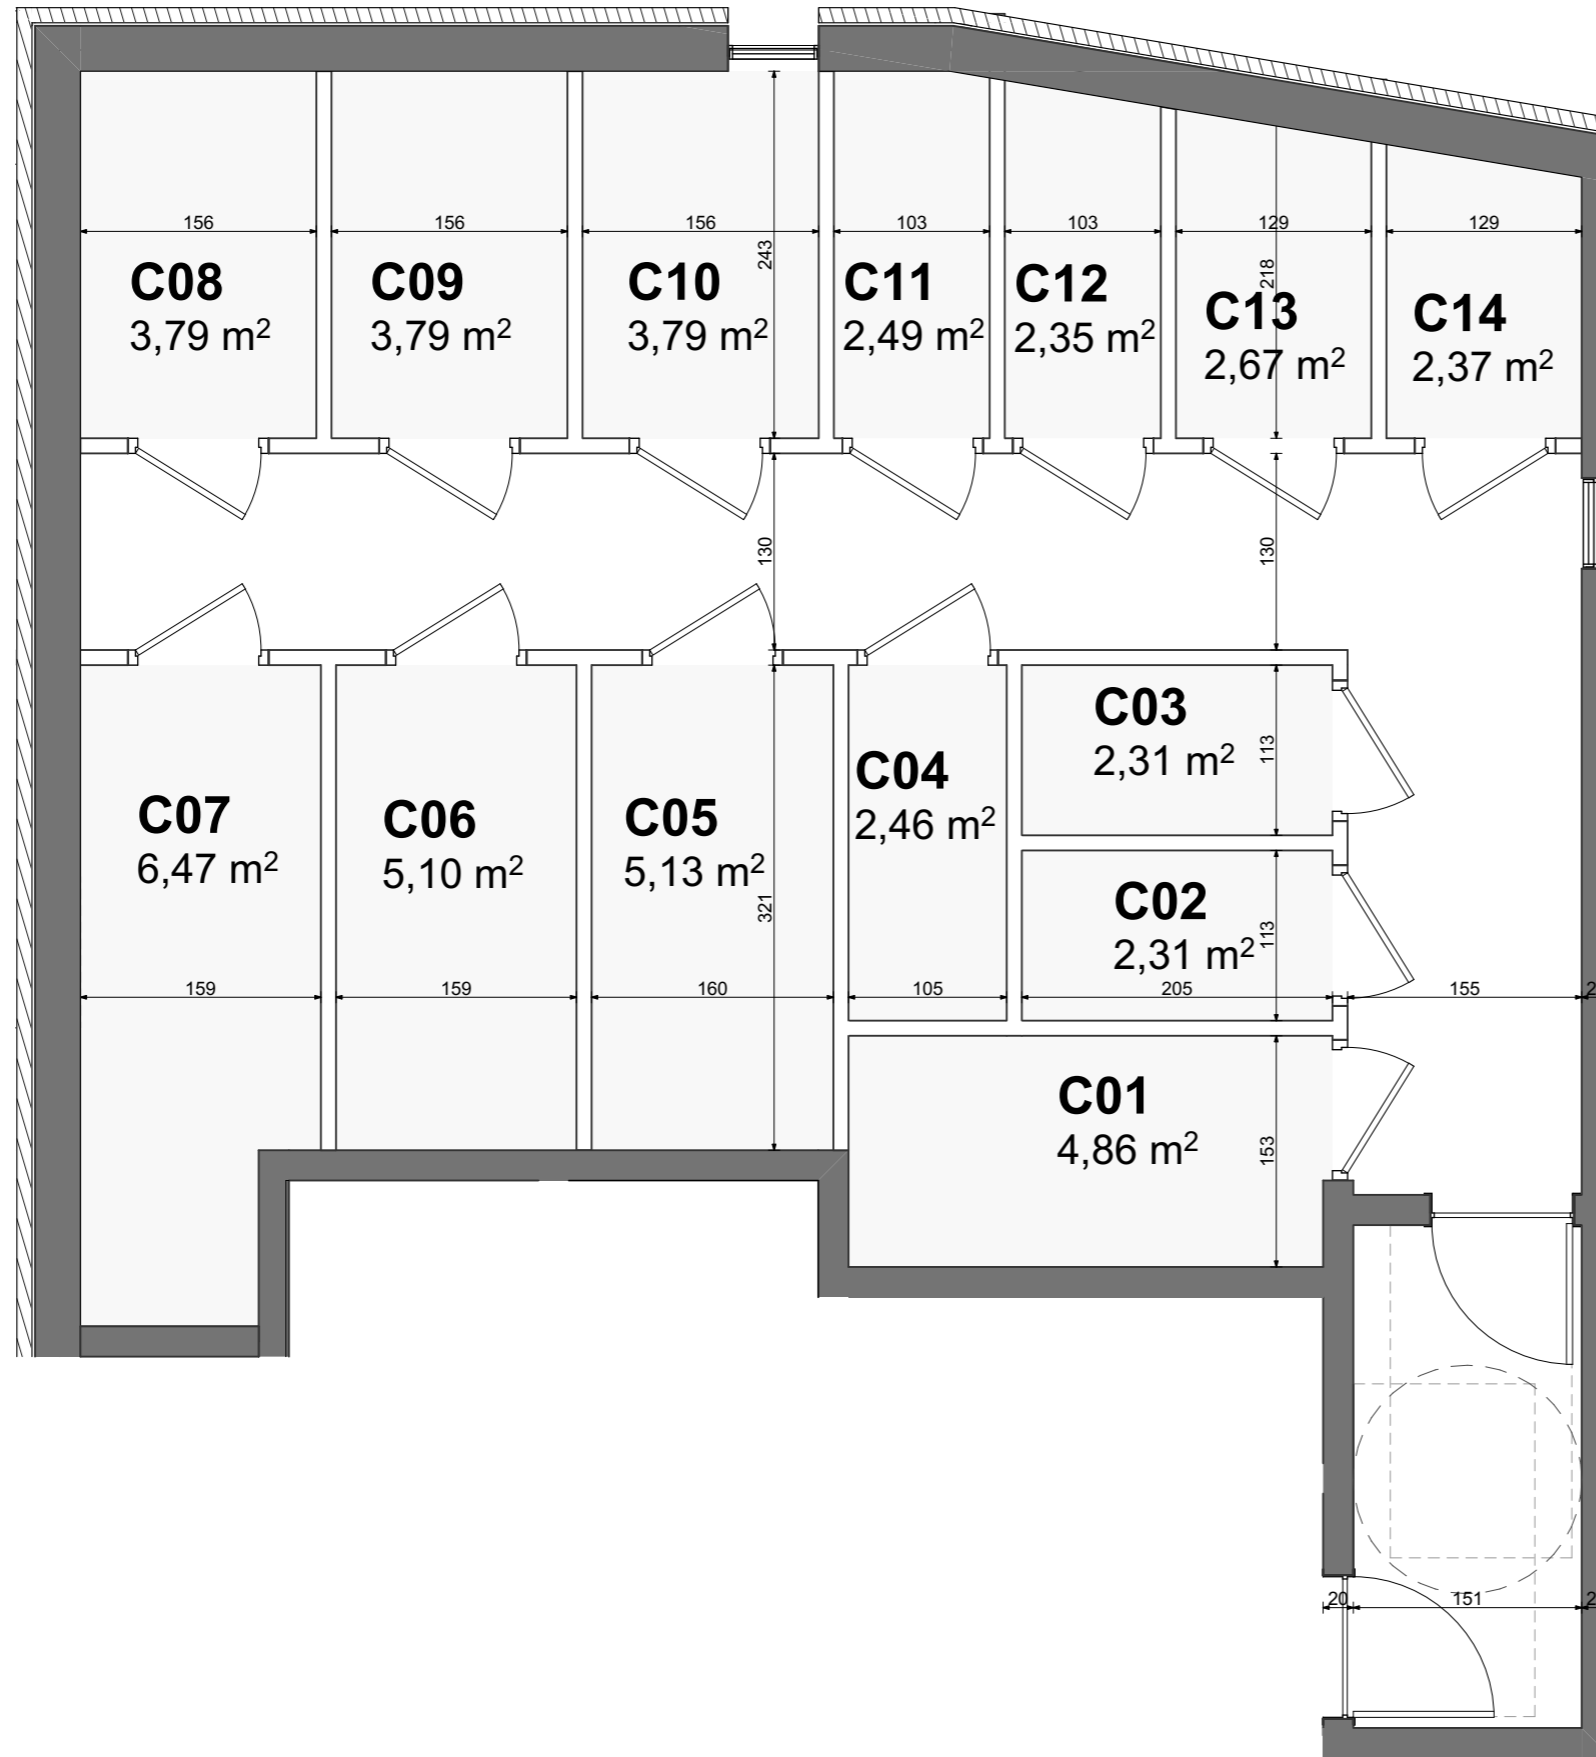 156
156
156
103
103
129
129
243
218
C08
3,79 m²
C09
3,79 m²
C10
3,79 m²
C11
2,49 m²
C12
2,35 m²
C13
2,67 m²
C14
2,37 m²
130
130
C07
6,47 m²
C06
5,10 m²
C05
5,13 m²
C04
2,46 m²
C03
2,31 m²
113
C02
2,31 m²
113
321
159
159
160
105
205
155
C01
4,86 m²
153
20
151